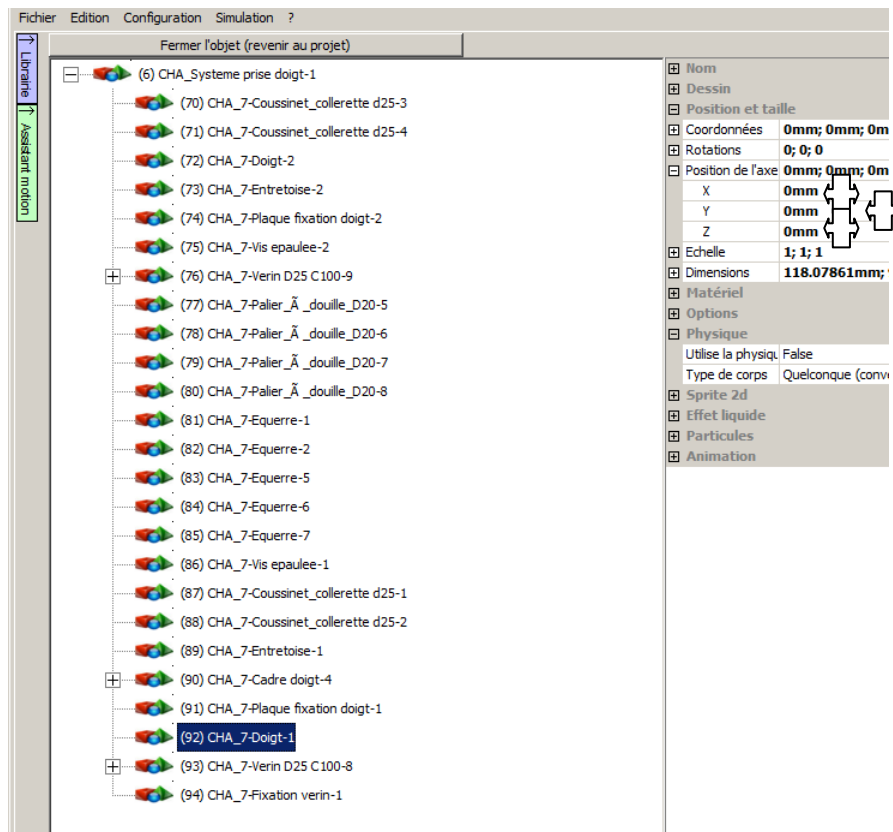 Fichier Edition Configuration Simulation ?
Fermer l'objet (revenir au projet)
Librairie
Assistant motion
(6) CHA_Systeme prise doigt-1
(70) CHA_7-Coussinet_collerette d25-3
(71) CHA_7-Coussinet_collerette d25-4
(72) CHA_7-Doigt-2
(73) CHA_7-Entretoise-2
(74) CHA_7-Plaque fixation doigt-2
(75) CHA_7-Vis epaulee-2
(76) CHA_7-Verin D25 C100-9
(77) CHA_7-Palier_Ã _douille_D20-5
(78) CHA_7-Palier_Ã _douille_D20-6
(79) CHA_7-Palier_Ã _douille_D20-7
(80) CHA_7-Palier_Ã _douille_D20-8
(81) CHA_7-Equerre-1
(82) CHA_7-Equerre-2
(83) CHA_7-Equerre-5
(84) CHA_7-Equerre-6
(85) CHA_7-Equerre-7
(86) CHA_7-Vis epaulee-1
(87) CHA_7-Coussinet_collerette d25-1
(88) CHA_7-Coussinet_collerette d25-2
(89) CHA_7-Entretoise-1
(90) CHA_7-Cadre doigt-4
(91) CHA_7-Plaque fixation doigt-1
(92) CHA_7-Doigt-1
(93) CHA_7-Verin D25 C100-8
(94) CHA_7-Fixation verin-1
Nom
Dessin
Position et taille
Coordonnées 0mm; 0mm; 0m
Rotations 0; 0; 0
Position de l'axe 0mm; 0mm; 0m
X 0mm
Y 0mm
Z 0mm
Echelle 1; 1; 1
Dimensions 118.07861mm;
Matériel
Options
Physique
Utilise la physiqu False
Type de corps Quelconque (conve
Sprite 2d
Effet liquide
Particules
Animation